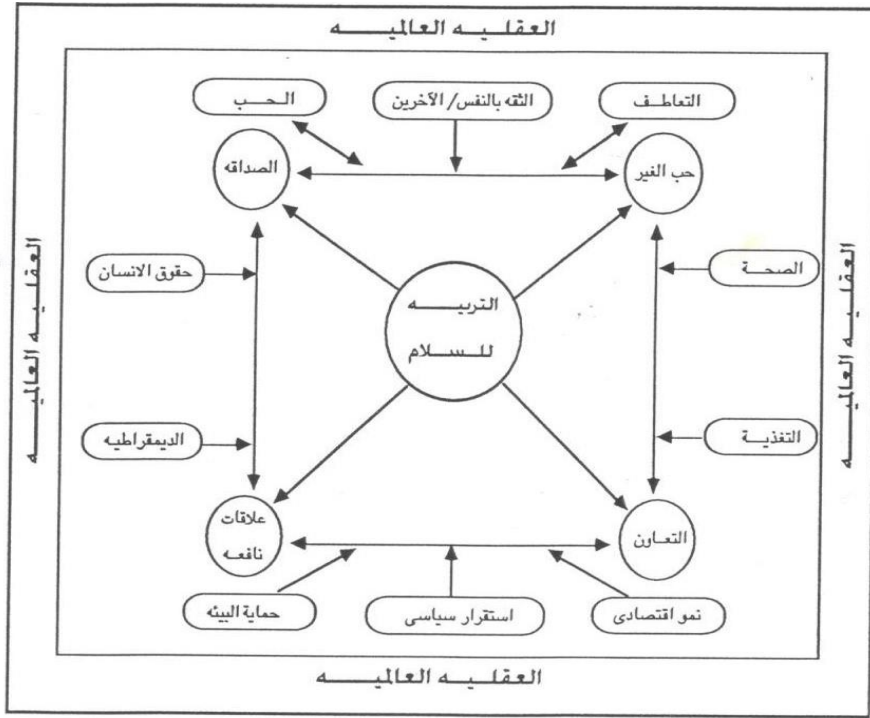 العقليه العالميه
التعاطف
الثقه بالنفس/ الآخرين
الحب
حب الغير
الصداقه
العقليه العالميه
الصحة
حقوق الانسان
العقليه العالميه
التربيه
للسلام
التغذية
الديمقراطيه
التعاون
علاقات
نافعه
نمو اقتصادى
استقرار سياسى
حماية البيئه
العقليه العالميه